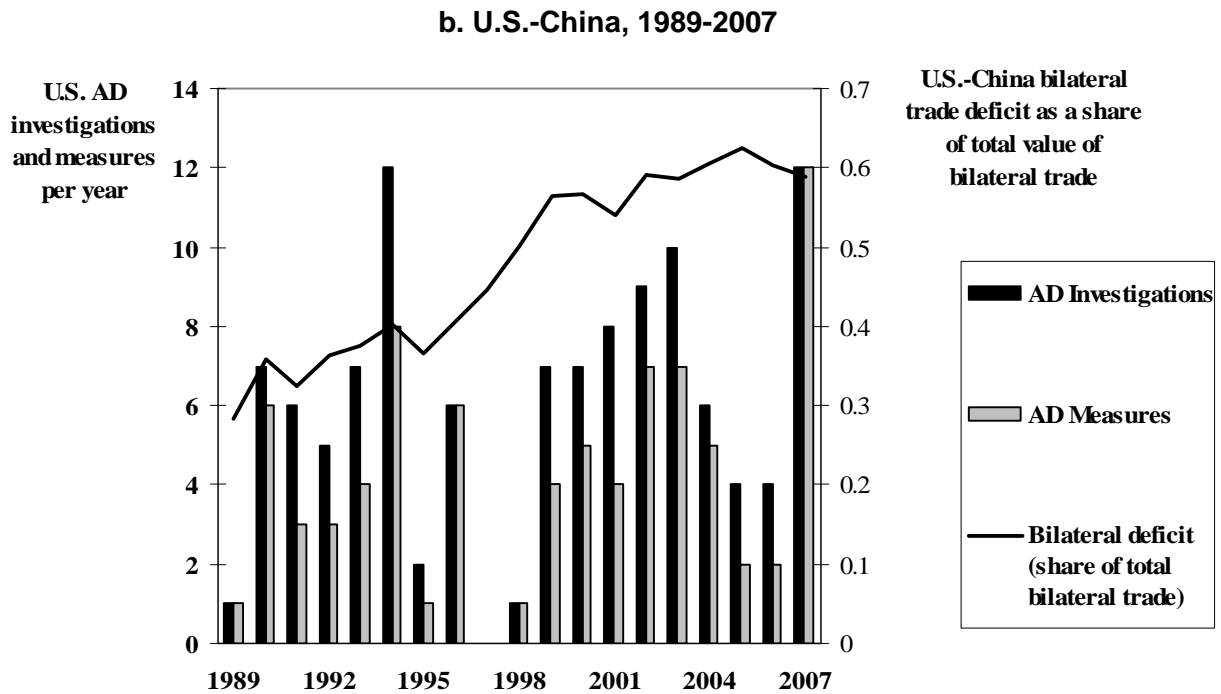 b. U.S.-China, 1989-2007
U.S. AD
investigations
and measures
per year
U.S.-China bilateral
trade deficit as a share
of total value of
bilateral trade
14
12
10
8
6
4
2
0
0.7
0.6
0.5
0.4
0.3
0.2
0.1
0
1989 1992 1995 1998 2001 2004 2007
AD Investigations
AD Measures
Bilateral deficit
(share of total
bilateral trade)